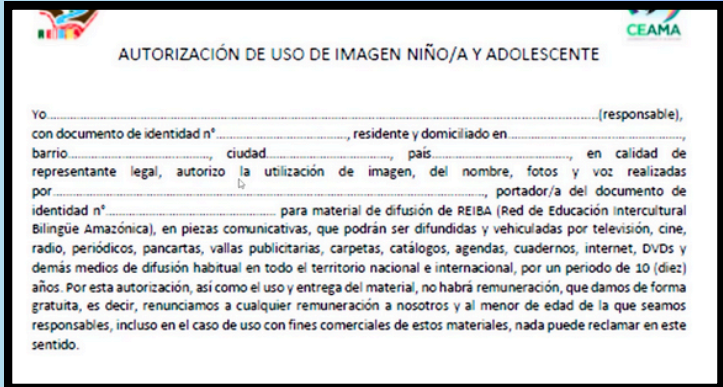 REIBA
CEAMA
AUTORIZACIÓN DE USO DE IMAGEN NIÑO/A Y ADOLESCENTE
Yo..........................................................................................(responsable),
con documento de identidad n°........................, residente y domiciliado en................................,
barrio..........................., ciudad..........................., país..........................., en calidad de
representante legal, autorizo la utilización de imagen, del nombre, fotos y voz realizadas
por..............................................................................., portador/a del documento de
identidad n°........................................ para material de difusión de REIBA (Red de Educación Intercultural
Bilingüe Amazónica), en piezas comunicativas, que podrán ser difundidas y vehiculadas por televisión, cine,
radio, periódicos, pancartas, vallas publicitarias, carpetas, catálogos, agendas, cuadernos, internet, DVDs y
demás medios de difusión habitual en todo el territorio nacional e internacional, por un periodo de 10 (diez)
años. Por esta autorización, así como el uso y entrega del material, no habrá remuneración, que damos de forma
gratuita, es decir, renunciamos a cualquier remuneración a nosotros y al menor de edad de la que seamos
responsables, incluso en el caso de uso con fines comerciales de estos materiales, nada puede reclamar en este
sentido.